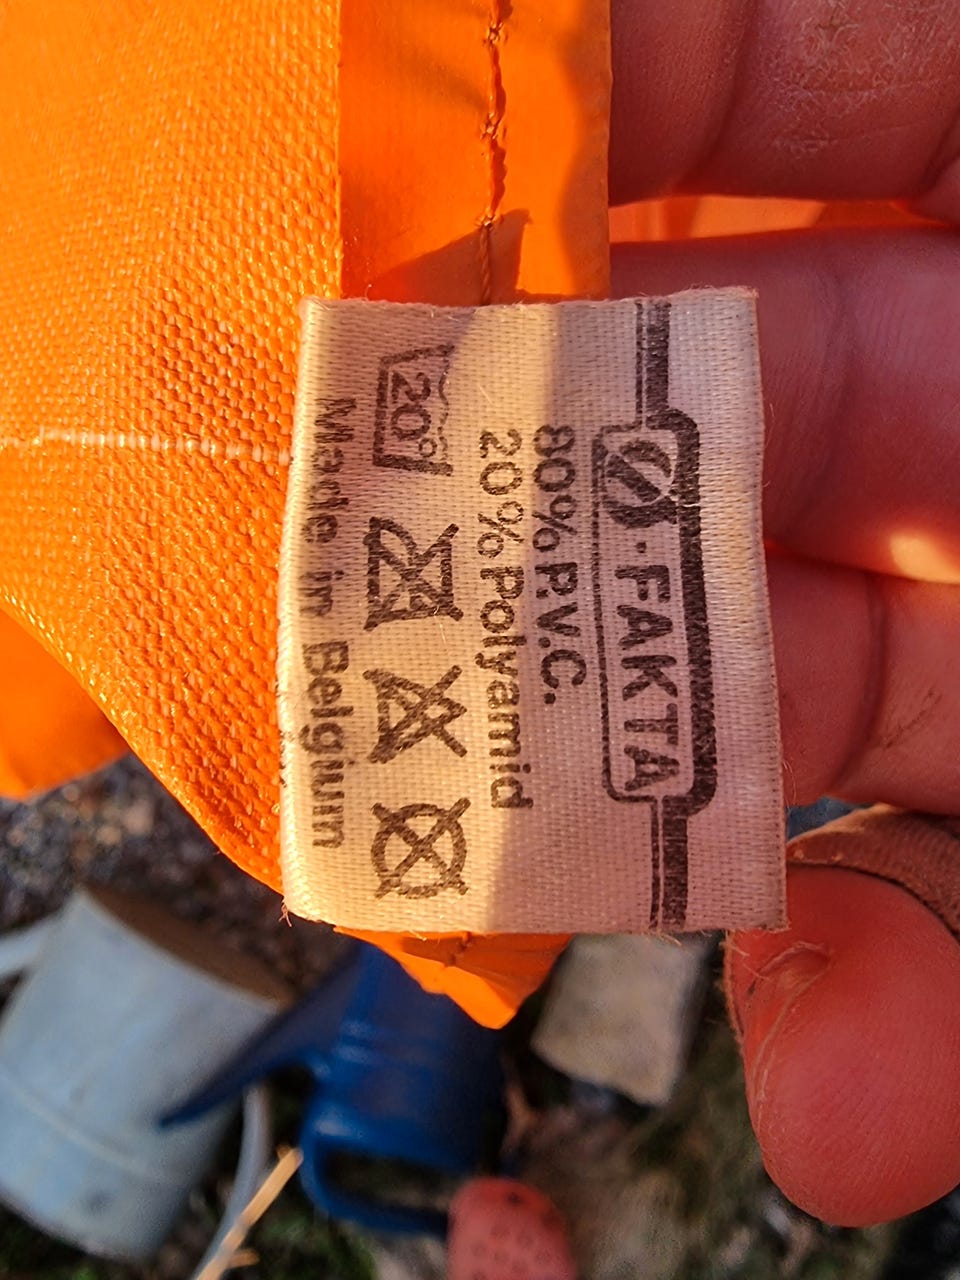 FAKTA
80% P.V.C.
20% Polyamid
20°
Made in Belgium